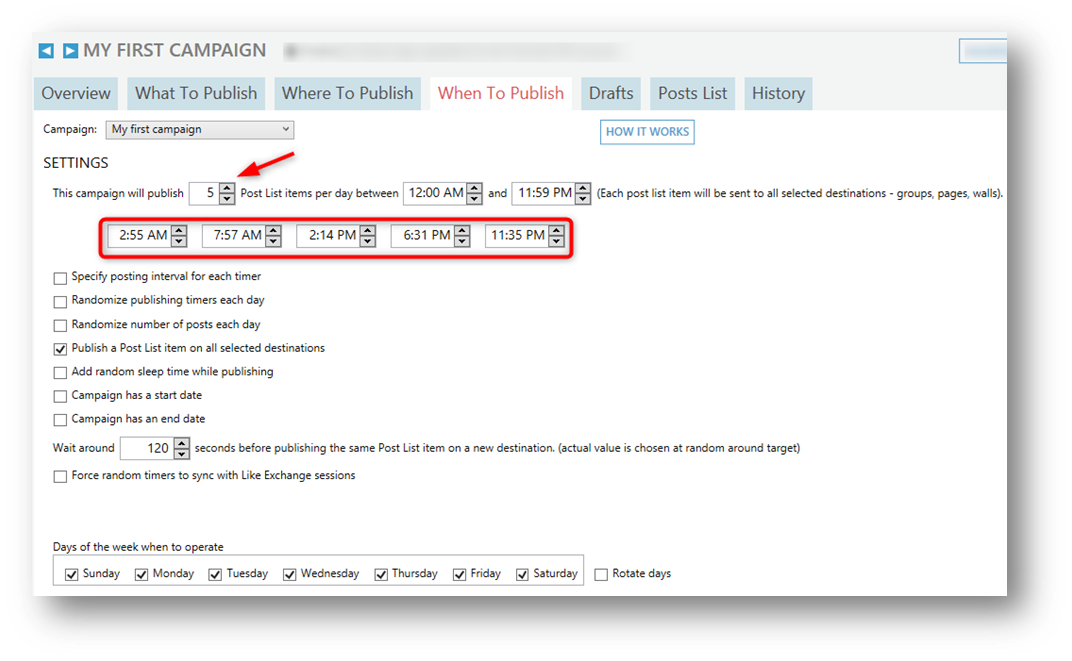 MY FIRST CAMPAIGN
Overview What To Publish Where To Publish When To Publish Drafts Posts List History
Campaign: My first campaign HOW IT WORKS
SETTINGS
This campaign will publish 5 Post List items per day between 12:00 AM and 11:59 PM (Each post list item will be sent to all selected destinations - groups, pages, walls).
2:55 AM 7:57 AM 2:14 PM 6:31 PM 11:35 PM
Specify posting interval for each timer
Randomize publishing timers each day
Randomize number of posts each day
Publish a Post List item on all selected destinations
Add random sleep time while publishing
Campaign has a start date
Campaign has an end date
Wait around 120 seconds before publishing the same Post List item on a new destination. (actual value is chosen at random around target)
Force random timers to sync with Like Exchange sessions
Days of the week when to operate
Sunday Monday Tuesday Wednesday Thursday Friday Saturday Rotate days